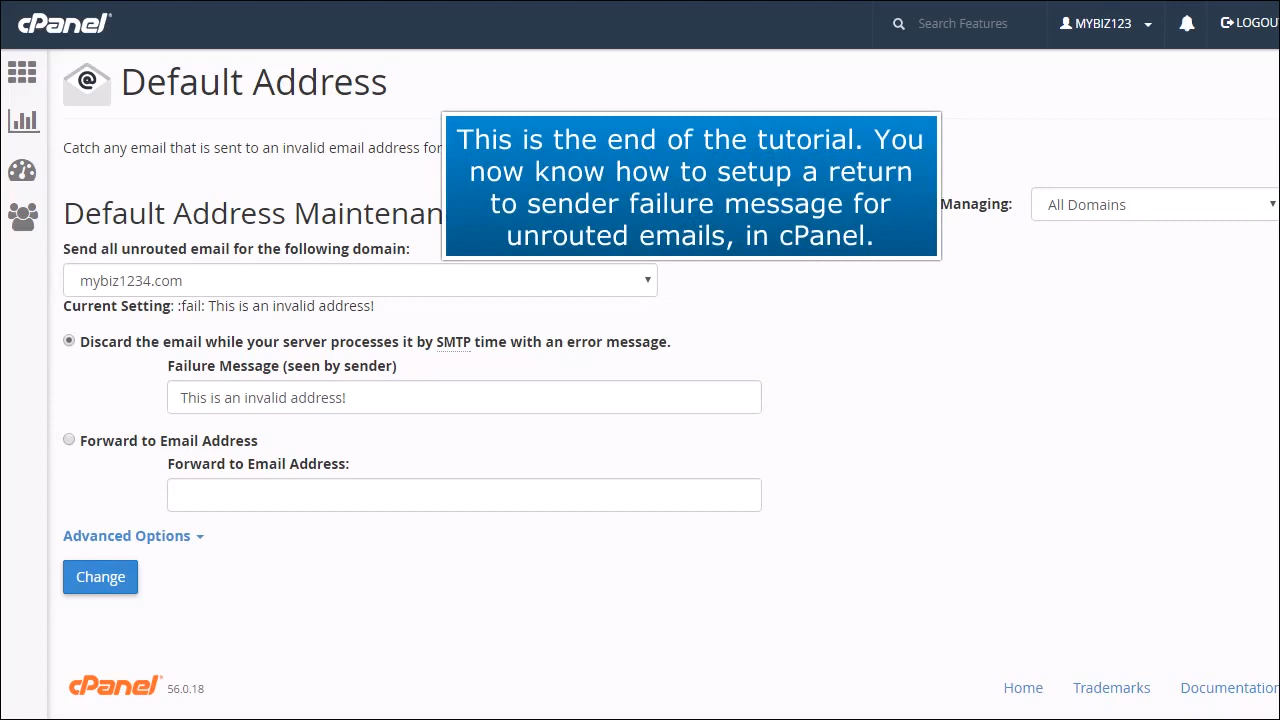 cPanel
Search Features
MYBIZ123
LOGOU
Default Address
Catch any email that is sent to an invalid email address for
This is the end of the tutorial. You
now know how to setup a return
to sender failure message for
unrouted emails, in cPanel.
Managing:
All Domains
Default Address Maintenan
Send all unrouted email for the following domain:
mybiz1234.com
Current Setting: :fail: This is an invalid address!
Discard the email while your server processes it by SMTP time with an error message.
Failure Message (seen by sender)
This is an invalid address!
Forward to Email Address
Forward to Email Address:
Advanced Options
Change
cPanel 56.0.18
Home
Trademarks
Documentation